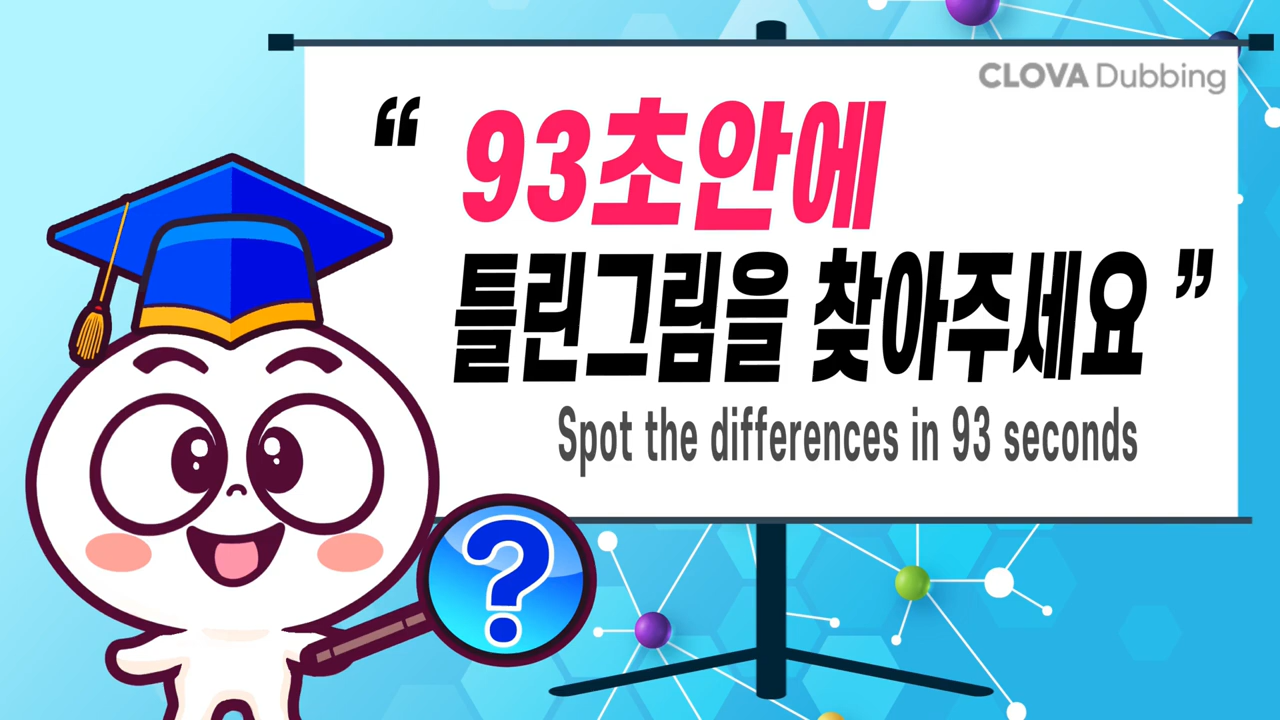 CLOVA Dubbing
“ 93초안에
틀린그림을 찾아주세요 ”
Spot the differences in 93 seconds
?